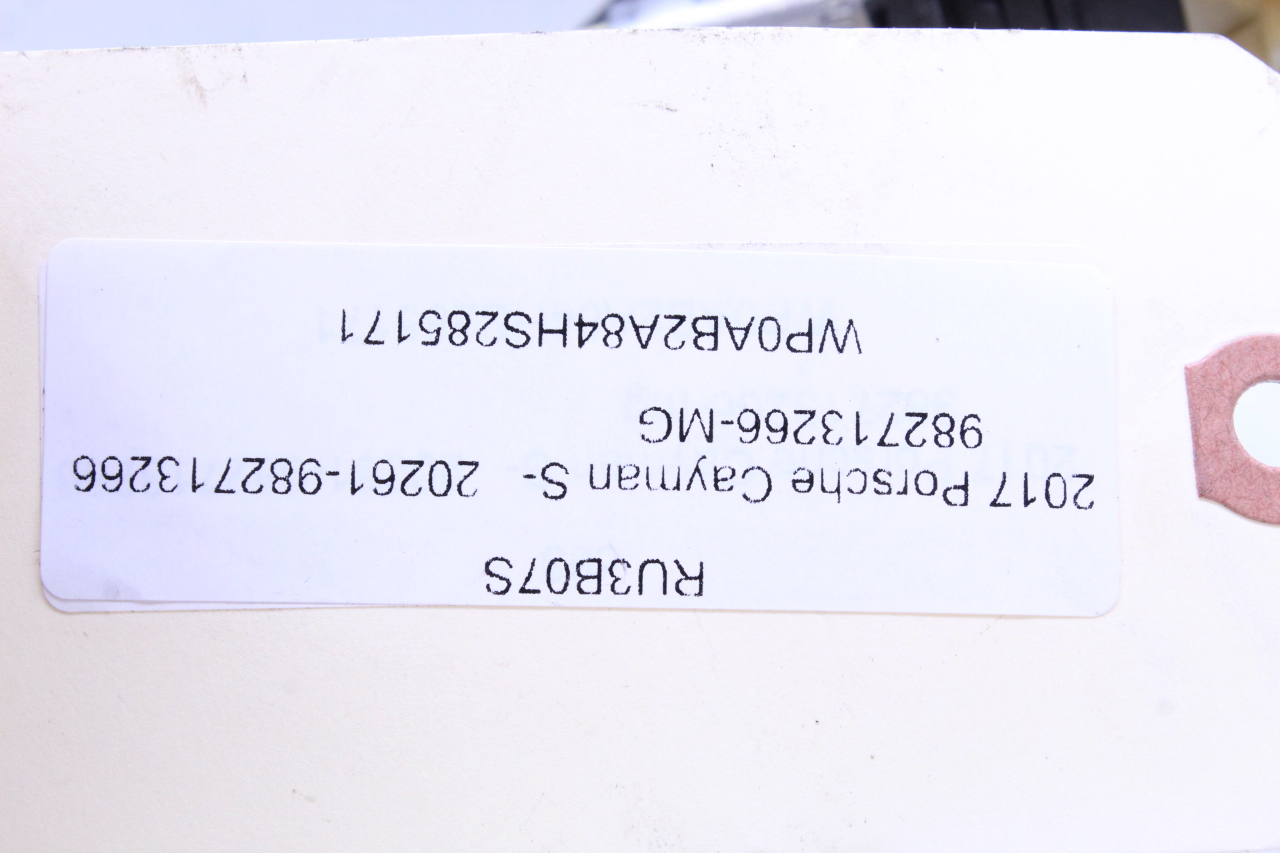 RU3B07S
2017 Porsche Cayman S- 20261-982713266
982713266-MG
WP0AB2A84HS285171